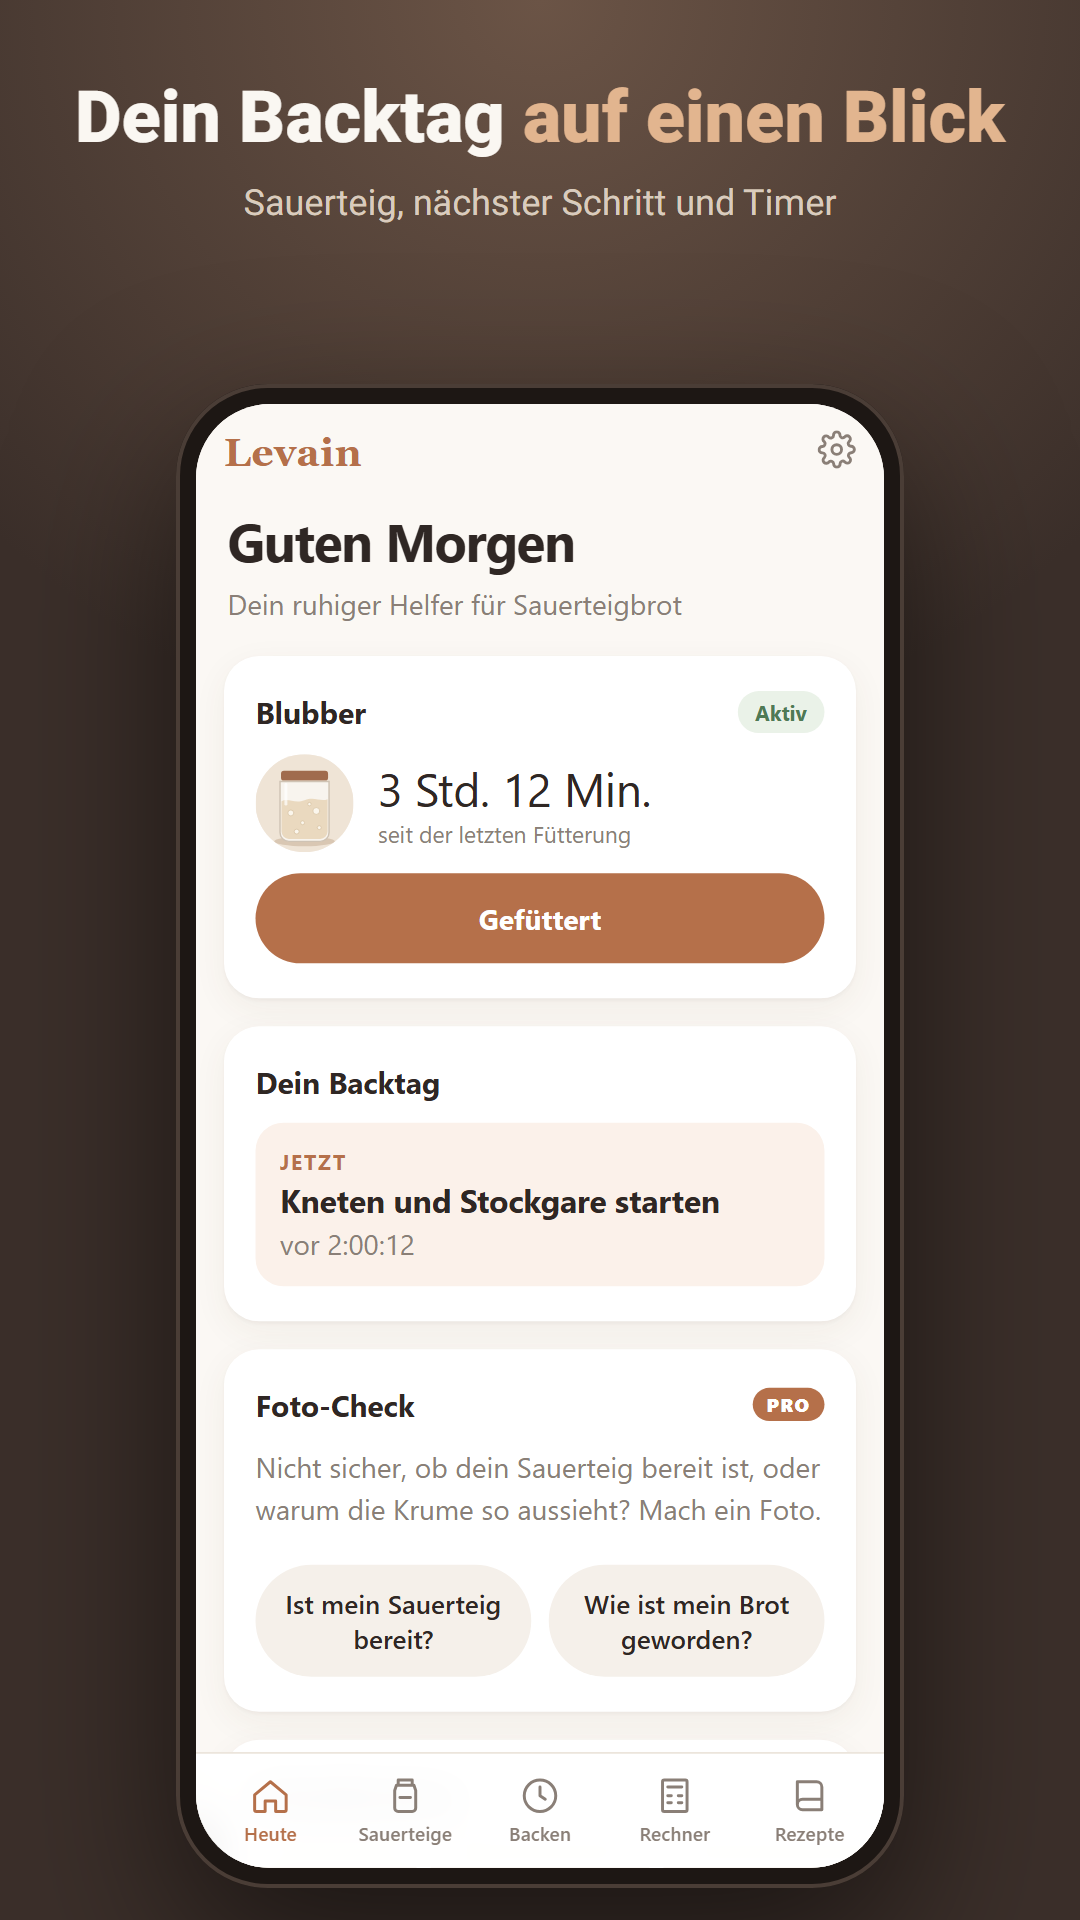 Dein Backtag auf einen Blick
Sauerteig, nächster Schritt und Timer
Levain
Guten Morgen
Dein ruhiger Helfer für Sauerteigbrot
Blubber
Aktiv
3 Std. 12 Min.
seit der letzten Fütterung
Gefüttert
Dein Backtag
JETZT
Kneten und Stockgare starten
vor 2:00:12
Foto-Check
PRO
Nicht sicher, ob dein Sauerteig bereit ist, oder
warum die Krume so aussieht? Mach ein Foto.
Ist mein Sauerteig
bereit?
Wie ist mein Brot
geworden?
Heute
Sauerteige
Backen
Rechner
Rezepte